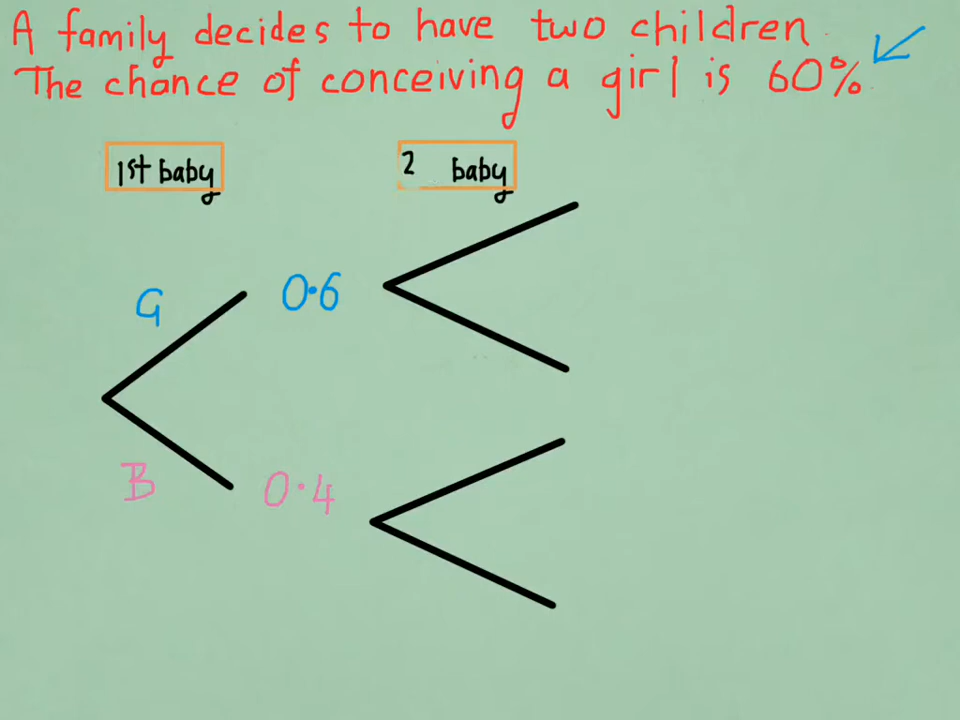 A family decides to have two children
The chance of conceiving a girl is 60%
1st baby
2 baby
G
0.6
B
0.4